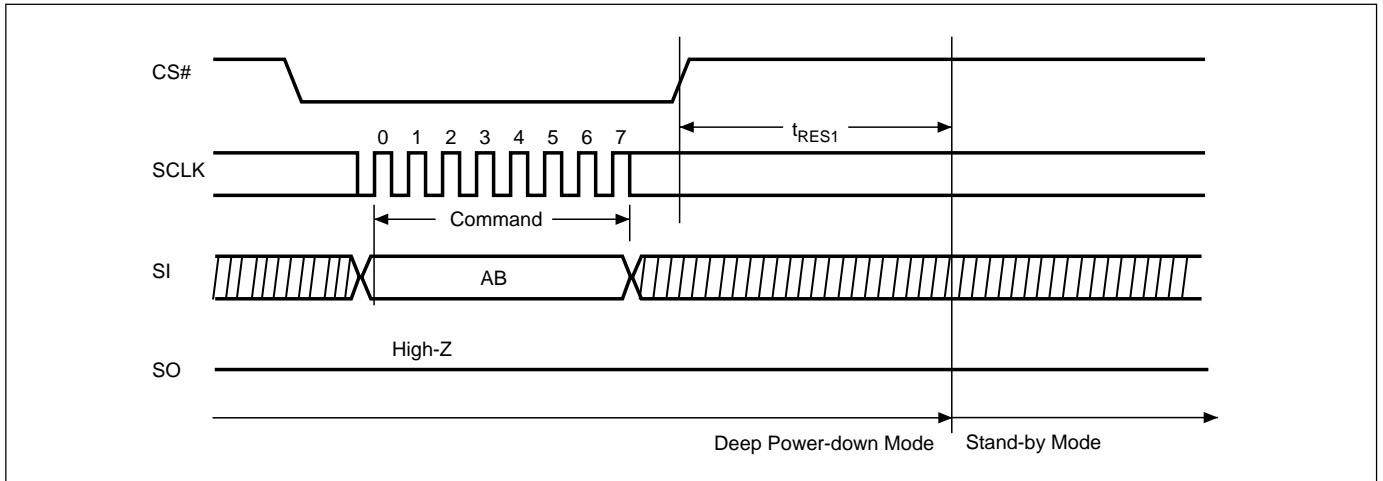 CS#
tRES1
0 1 2 3 4 5 6 7
SCLK
Command
SI
AB
High-Z
SO
Deep Power-down Mode Stand-by Mode